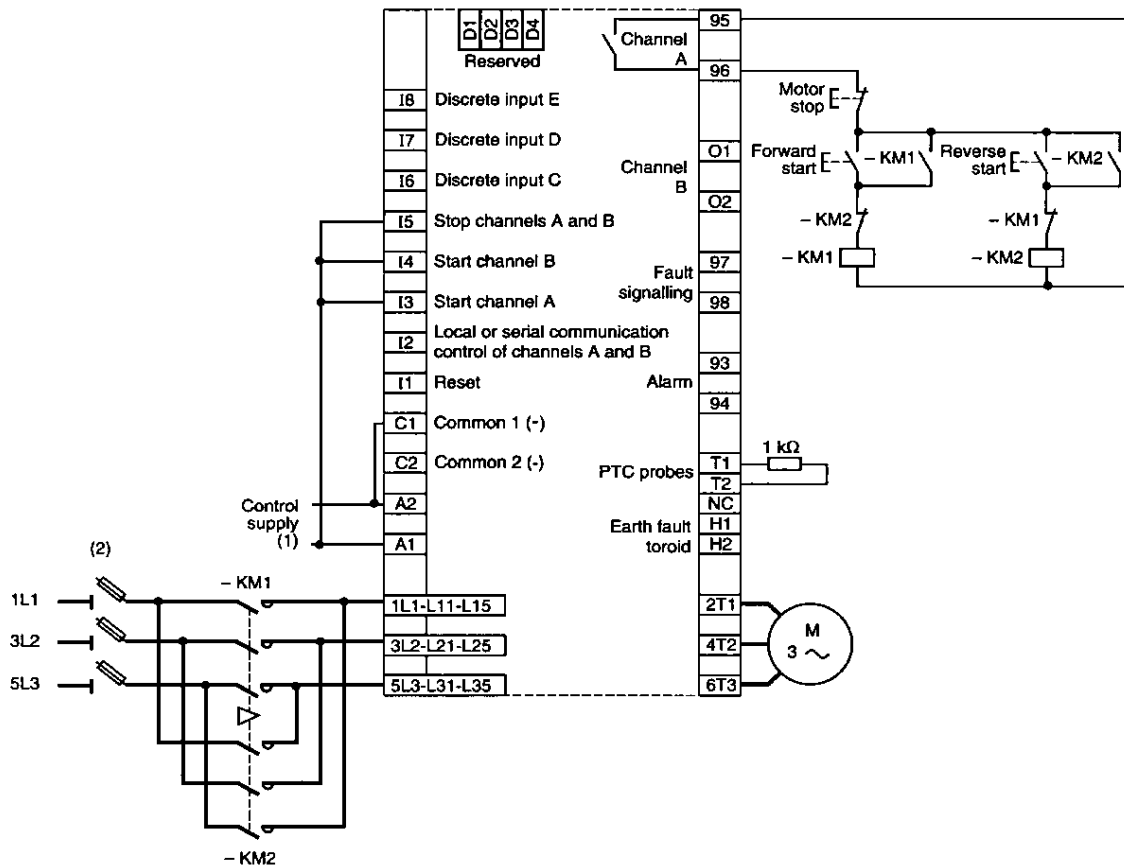 D1 D2 D3 D4
Reserved
I8 Discrete input E
I7 Discrete input D
I6 Discrete input C
I5 Stop channels A and B
I4 Start channel B
I3 Start channel A
I2 Local or serial communication
control of channels A and B
I1 Reset
C1 Common 1 (-)
C2 Common 2 (-)
A2
A1
Control
supply
(1)
(2)
– KM1
1L1
3L2
5L3
1L1-L11-L15
3L2-L21-L25
5L3-L31-L35
– KM2
Channel
A
95
96
Channel
B
O1
O2
Fault
signalling
97
98
Alarm
93
94
PTC probes
T1
T2
1 kΩ
NC
Earth fault
toroid
H1
H2
2T1
4T2
6T3
M
3
Motor
stop
Forward
start
– KM1
Reverse
start
– KM2
– KM2
– KM1
– KM1
– KM2